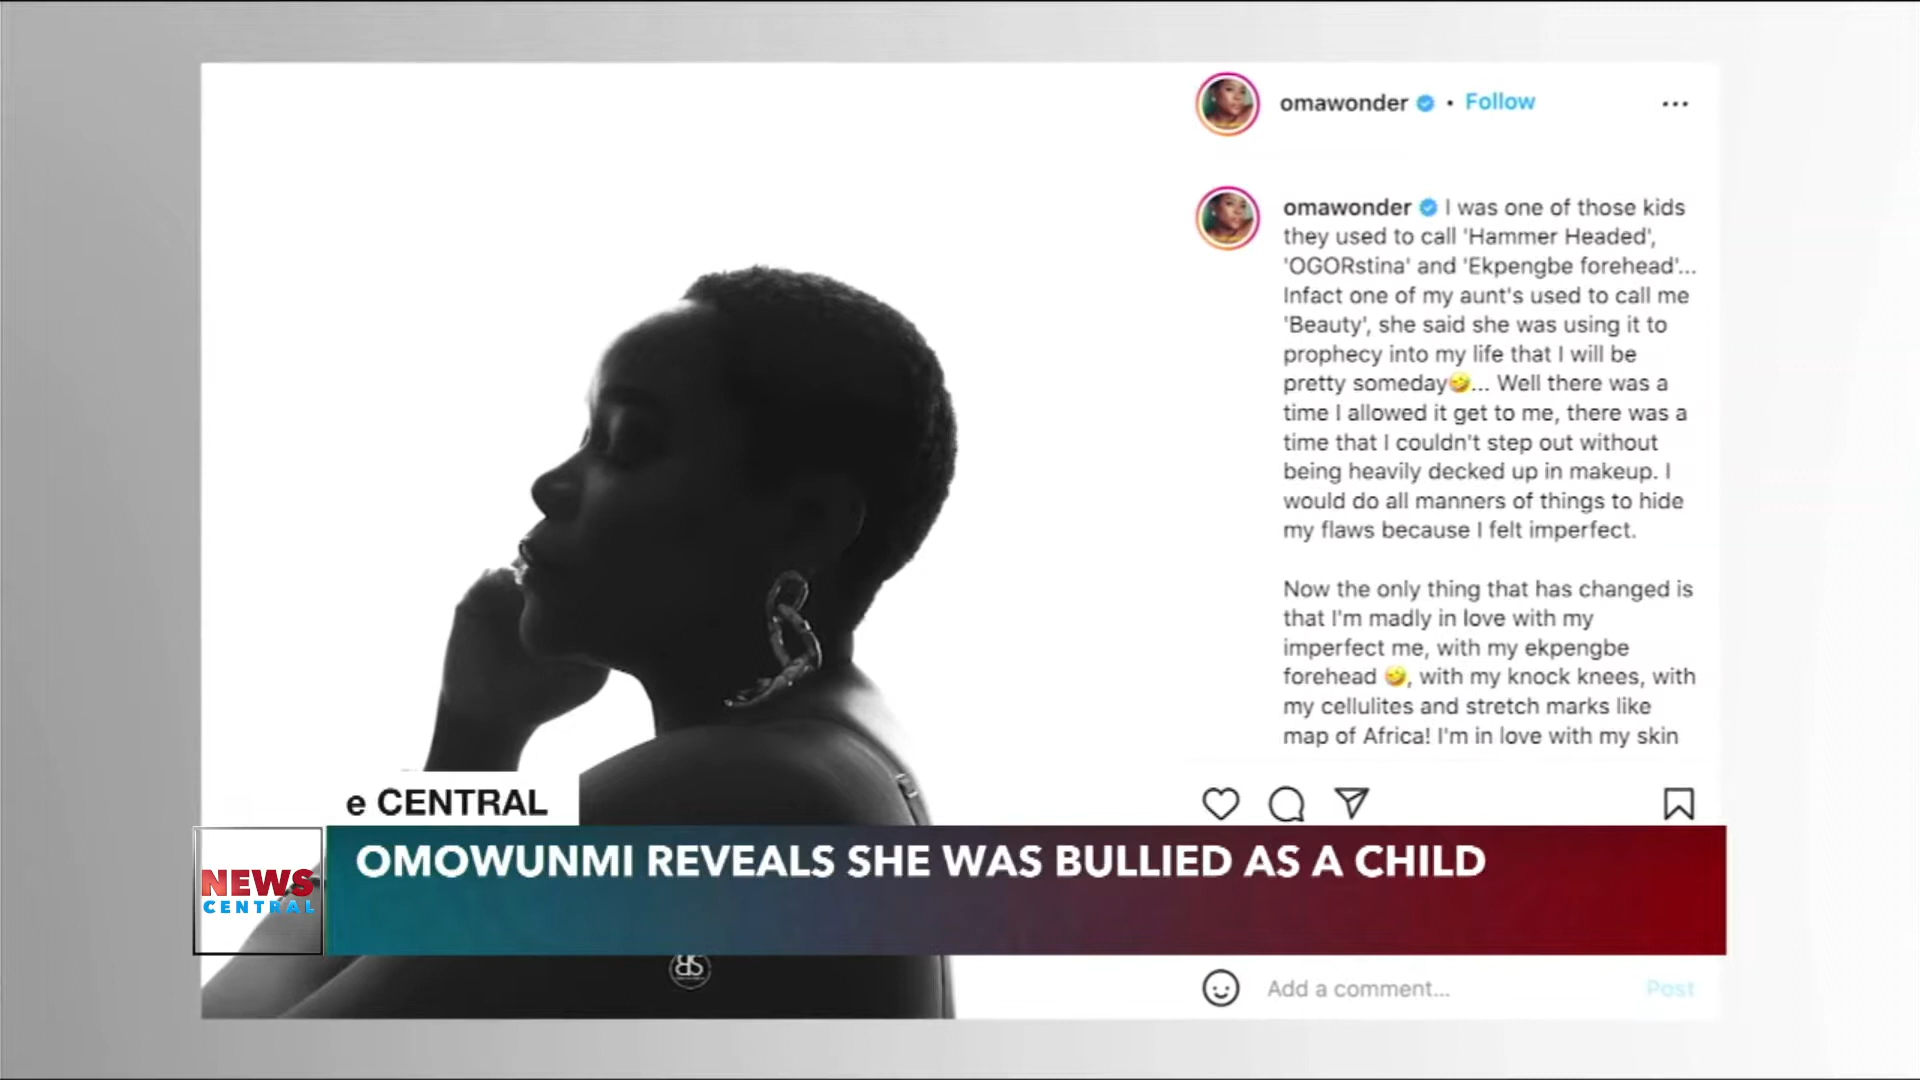 omawonder • Follow
omawonder I was one of those kids
they used to call 'Hammer Headed',
'OGORstina' and 'Ekpengbe forehead'...
Infact one of my aunt's used to call me
'Beauty', she said she was using it to
prophecy into my life that I will be
pretty someday🤣... Well there was a
time I allowed it get to me, there was a
time that I couldn't step out without
being heavily decked up in makeup. I
would do all manners of things to hide
my flaws because I felt imperfect.
Now the only thing that has changed is
that I'm madly in love with my
imperfect me, with my ekpengbe
forehead 🤣, with my knock knees, with
my cellulites and stretch marks like
map of Africa! I'm in love with my skin
e CENTRAL
NEWS
CENTRAL
OMOWUNMI REVEALS SHE WAS BULLIED AS A CHILD
Add a comment...
Post